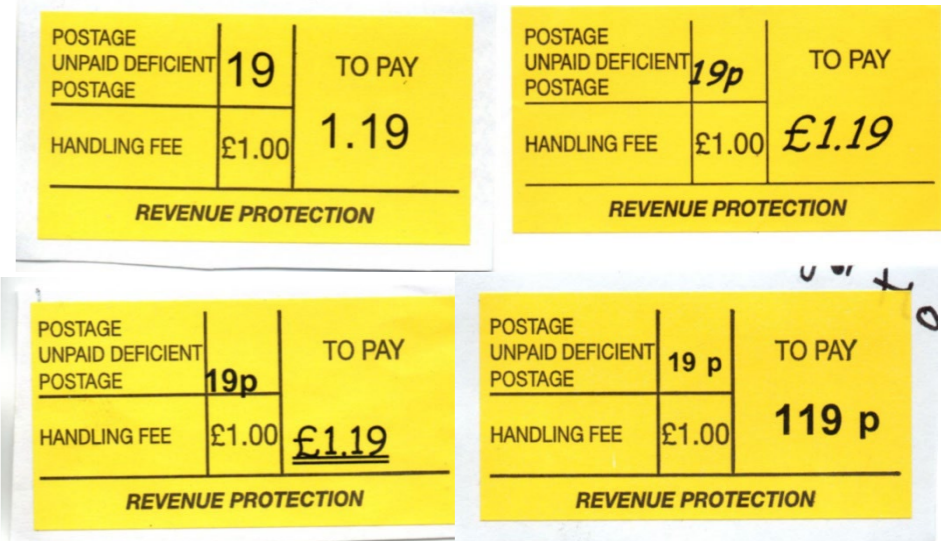 POSTAGE
UNPAID DEFICIENT 19 TO PAY
POSTAGE
HANDLING FEE £1.00 1.19
REVENUE PROTECTION
POSTAGE
UNPAID DEFICIENT 19p TO PAY
POSTAGE
HANDLING FEE £1.00 £1.19
REVENUE PROTECTION
POSTAGE
UNPAID DEFICIENT TO PAY
POSTAGE 19p
HANDLING FEE £1.00 £1.19
REVENUE PROTECTION
POSTAGE
UNPAID DEFICIENT 19 p TO PAY
POSTAGE
HANDLING FEE £1.00 119 p
REVENUE PROTECTION